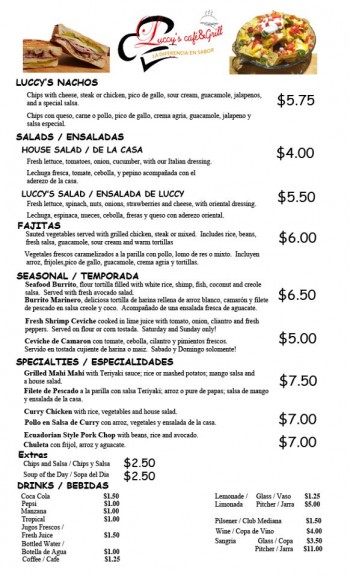 Luccy's café&Grill
LA DIFERENCIA EN SABOR
LUCCY'S NACHOS
Chips with cheese, steak or chicken, pico de gallo, sour cream, guacamole, jalapenos,
and a special salsa.
$5.75
Chips con queso, carne o pollo, pico de gallo, crema agria, guacamole, jalapeno y
salsa especial.
SALADS / ENSALADAS
HOUSE SALAD / DE LA CASA
$4.00
Fresh lettuce, tomatoes, onion, cucumber, with our Italian dressing.
Lechuga fresca, tomate, cebolla, y pepino acompañada con el
aderezo de la casa.
LUCCY'S SALAD / ENSALADA DE LUCCY
$5.50
Fresh lettuce, spinach, nuts, onions, strawberries and cheese, with oriental dressing.
Lechuga, espinaca, nueces, cebolla, fresas y queso con aderezo oriental.
FAJITAS
Sauted vegetables served with grilled chicken, steak or mixed. Includes rice, beans,
fresh salsa, guacamole, sour cream and warm tortillas
$6.00
Vegetales frescos caramelizados a la parilla con pollo, lomo de res o mixto. Incluyen
arroz, frijoles,pico de gallo, guacamole, crema agria y tortillas.
SEASONAL / TEMPORADA
Seafood Burrito, flour tortilla filled with white rice, shimp, fish, coconut and creole
salsa. Served with fresh avocado salad.
$6.50
Burrito Marinero, deliciosa tortilla de harina rellena de arroz blanco, camarón y filete
de pescado en salsa creole y coco. Acompañado de una ensalada fresca de aguacate.
Fresh Shrimp Ceviche cooked in lime juice with tomato, onion, cilantro and fresh
peppers. Served on flour or corn tostada. Saturday and Sunday only!
$5.00
Ceviche de Camaron con tomate, cebolla, cilantro y pimientos frescos.
Servido en tostada cujiente de harina o maiz. Sabado y Domingo solomente!
SPECIALTIES / ESPECIALIDADES
Grilled Mahi Mahi with Teriyaki sauce; rice or mashed potatos; mango salsa and
a house salad.
$7.50
Filete de Pescado a la parilla con salsa Teriyaki; arroz o pure de papas; salsa de mango
y ensalada de la casa.
Curry Chicken with rice, vegetables and house salad.
$7.00
Pollo en Salsa de Curry con arroz, vegetales y ensalada de la casa.
Ecuadorian Style Pork Chop with beans, rice and avocado.
$7.00
Chuleta con frijol, arroz y aguacate.
Extras
Chips and Salsa / Chips y Salsa $2.50
Soup of the Day / Sopa del Dia $2.50
DRINKS / BEBIDAS
Coca Cola $1.50
Pepsi $1.00
Manzana $1.00
Tropical $1.00
Jugos Frescos /
Fresh Juice $1.50
Bottled Water /
Botella de Agua $1.00
Coffee / Cafe $1.25
Lemonade / Glass / Vaso $1.25
Limonada Pitcher / Jarra $5.00
Pilsener / Club Mediana $1.50
Wine / Copa de Vino $4.00
Sangria Glass / Copa $3.50
Pitcher / Jarra $11.00